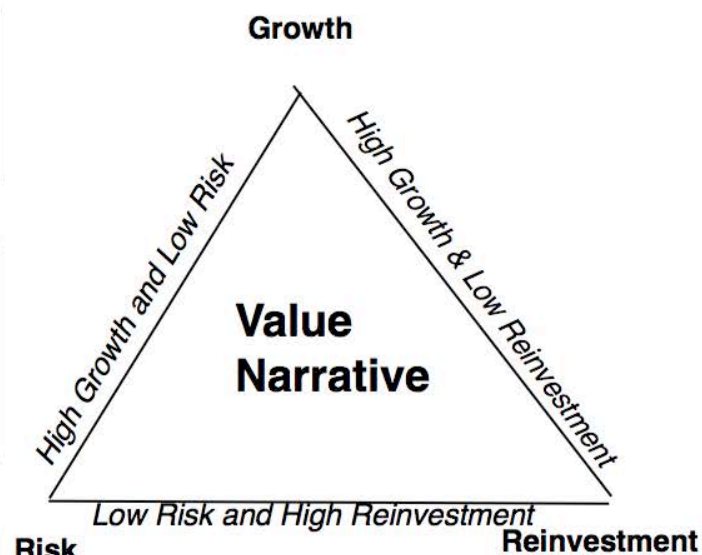 Growth
High Growth and Low Risk
High Growth & Low Reinvestment
Value
Narrative
Low Risk and High Reinvestment
Risk
Reinvestment